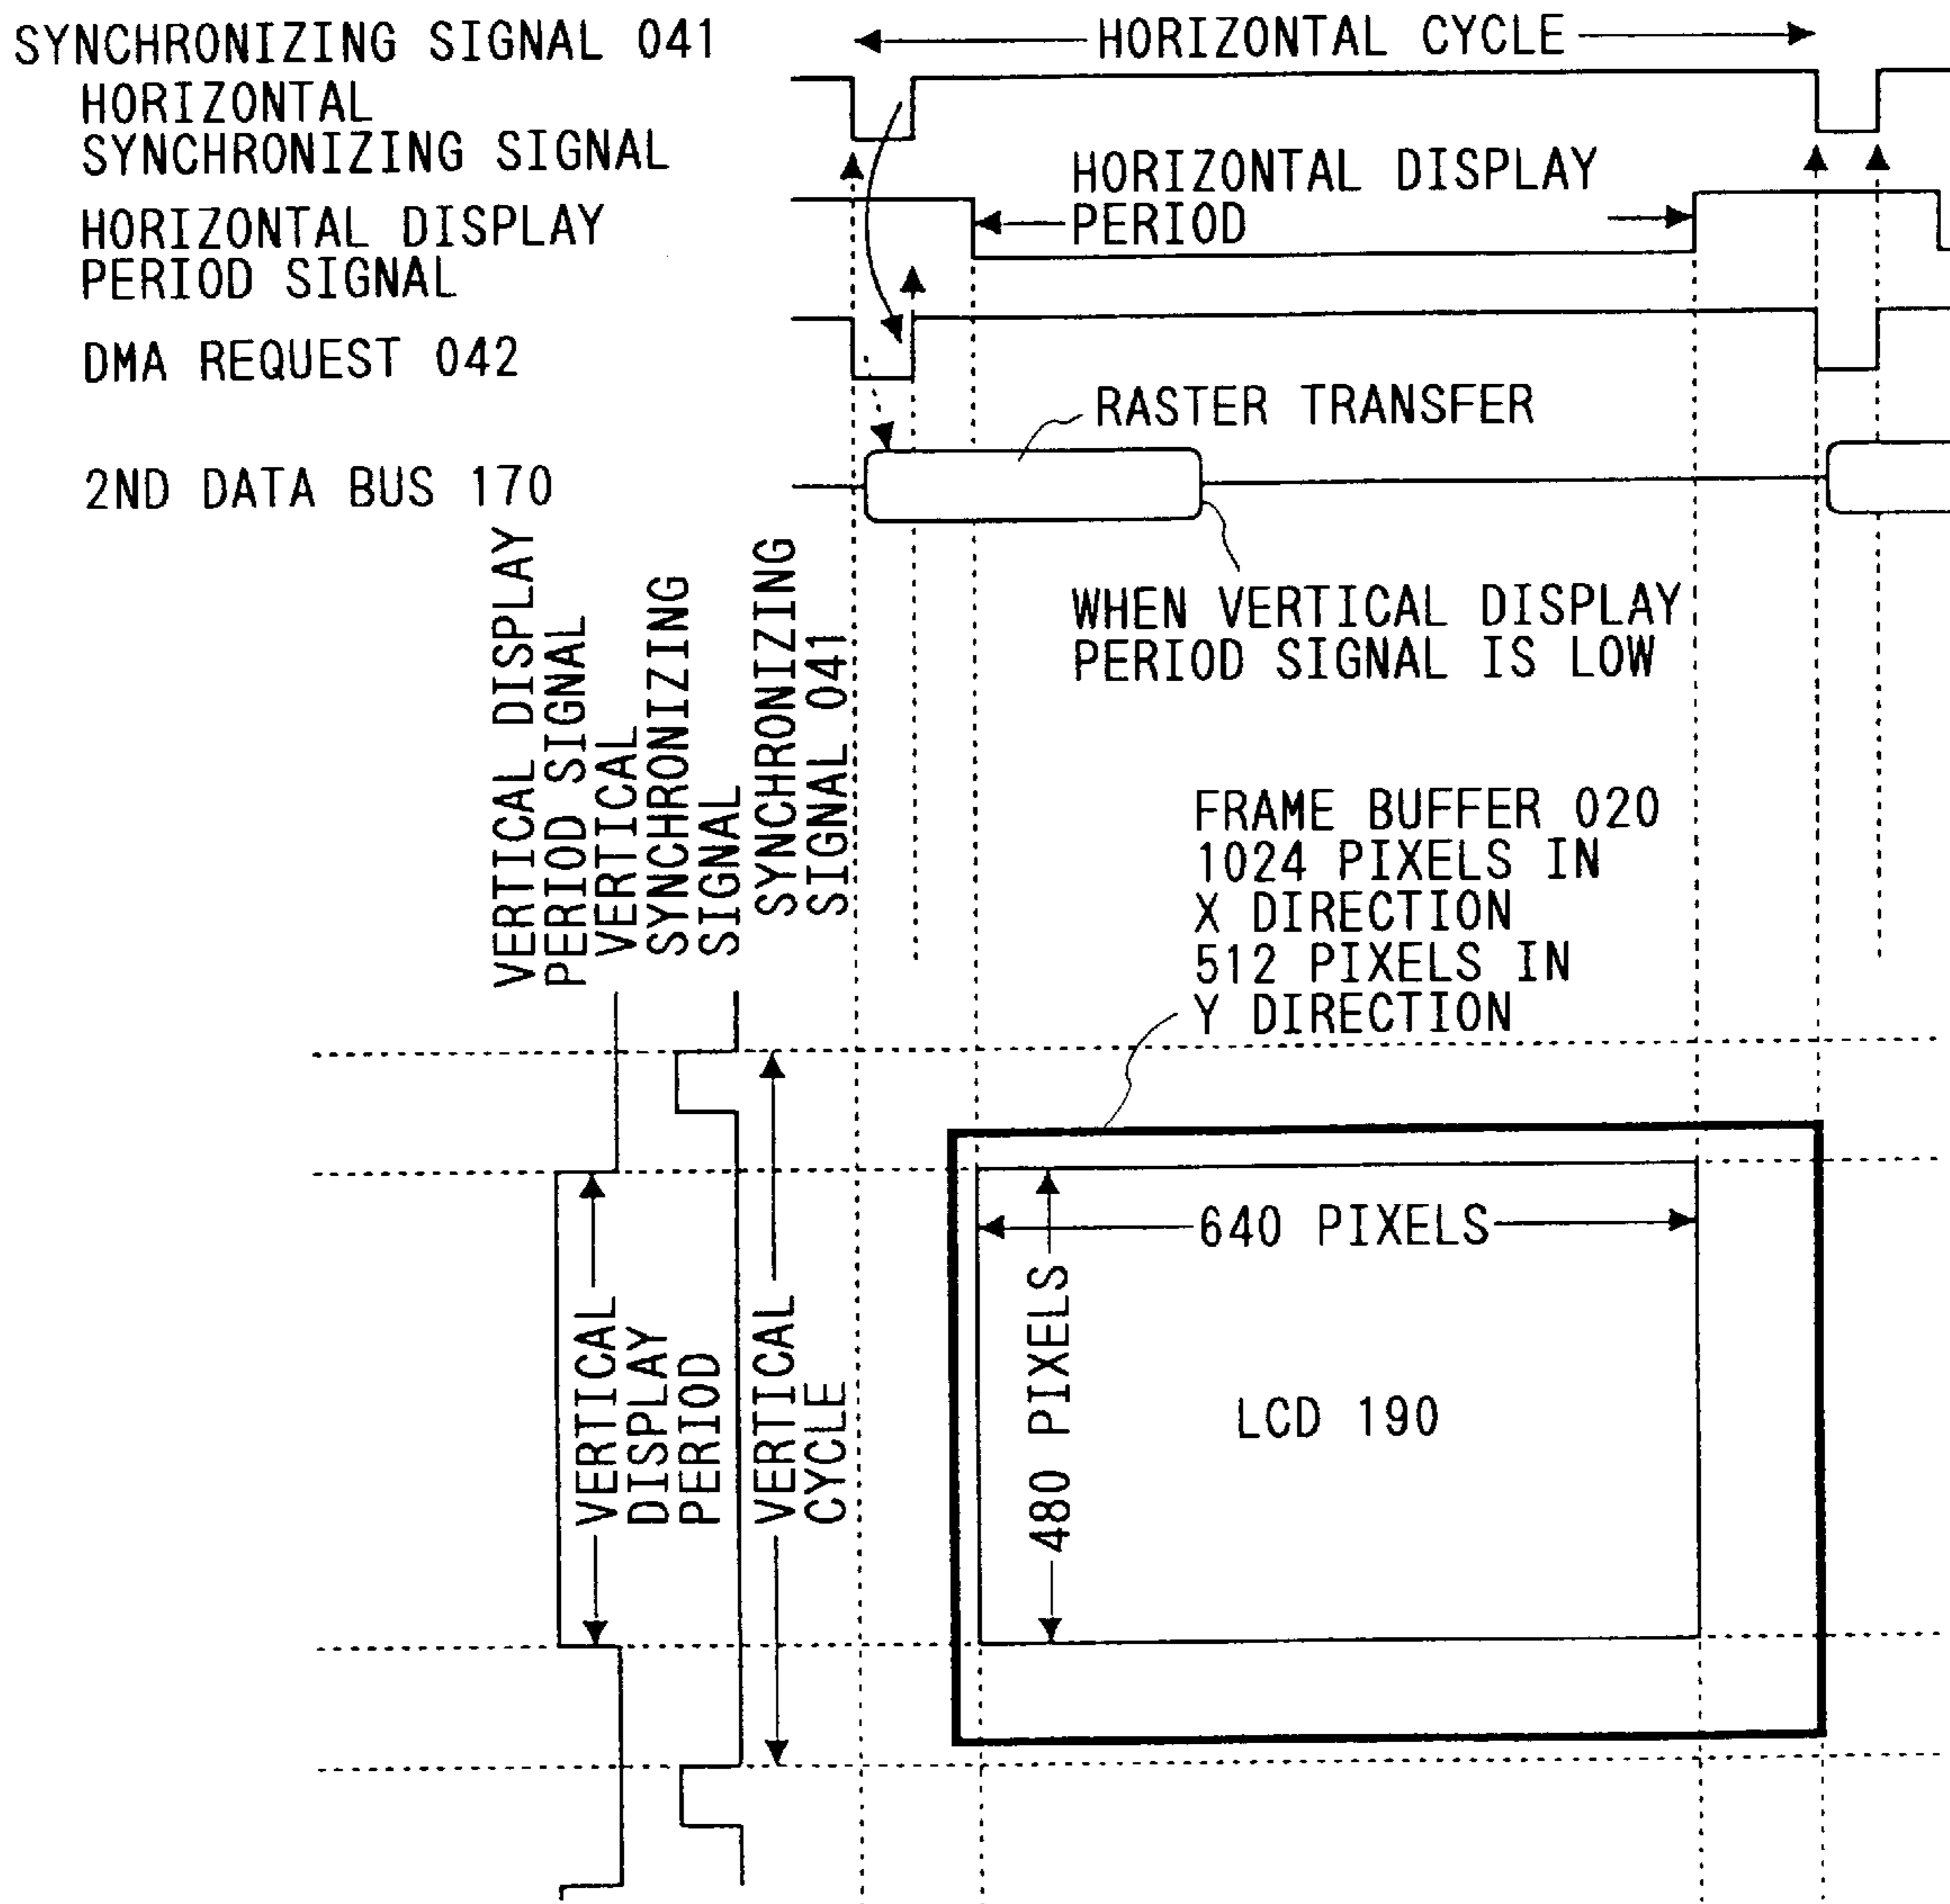 SYNCHRONIZING SIGNAL 041
HORIZONTAL CYCLE
HORIZONTAL
SYNCHRONIZING SIGNAL
HORIZONTAL DISPLAY
PERIOD
HORIZONTAL DISPLAY
PERIOD SIGNAL
DMA REQUEST 042
RASTER TRANSFER
2ND DATA BUS 170
WHEN VERTICAL DISPLAY
PERIOD SIGNAL IS LOW
VERTICAL DISPLAY
PERIOD SIGNAL
VERTICAL
SYNCHRONIZING
SIGNAL
SYNCHRONIZING
SIGNAL 041
FRAME BUFFER 020
1024 PIXELS IN
X DIRECTION
512 PIXELS IN
Y DIRECTION
640 PIXELS
480 PIXELS
LCD 190
VERTICAL
DISPLAY
PERIOD
VERTICAL
CYCLE